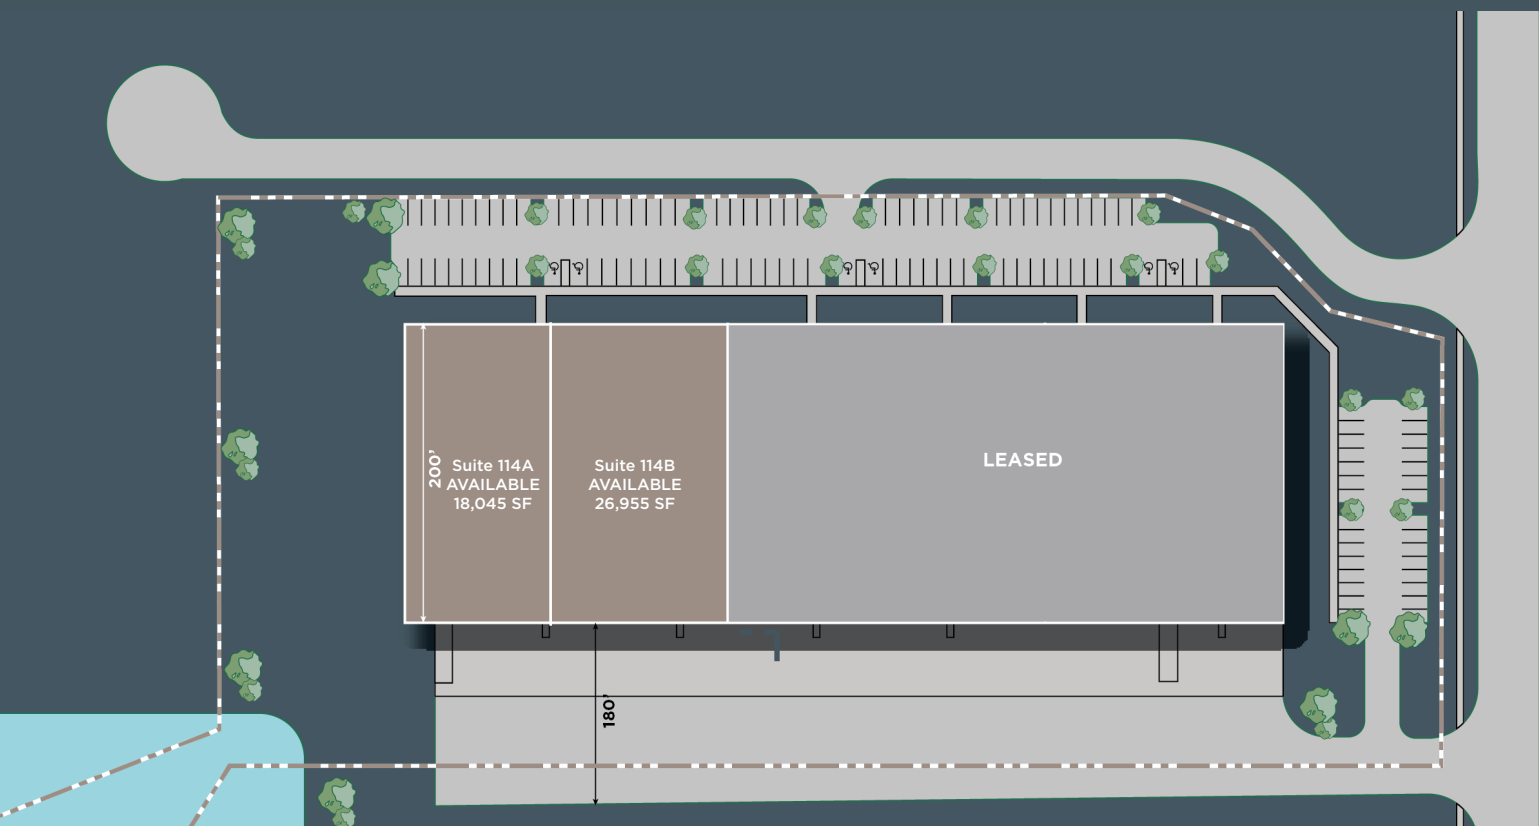 200'
Suite 114A
AVAILABLE
18,045 SF
Suite 114B
AVAILABLE
26,955 SF
LEASED
180'